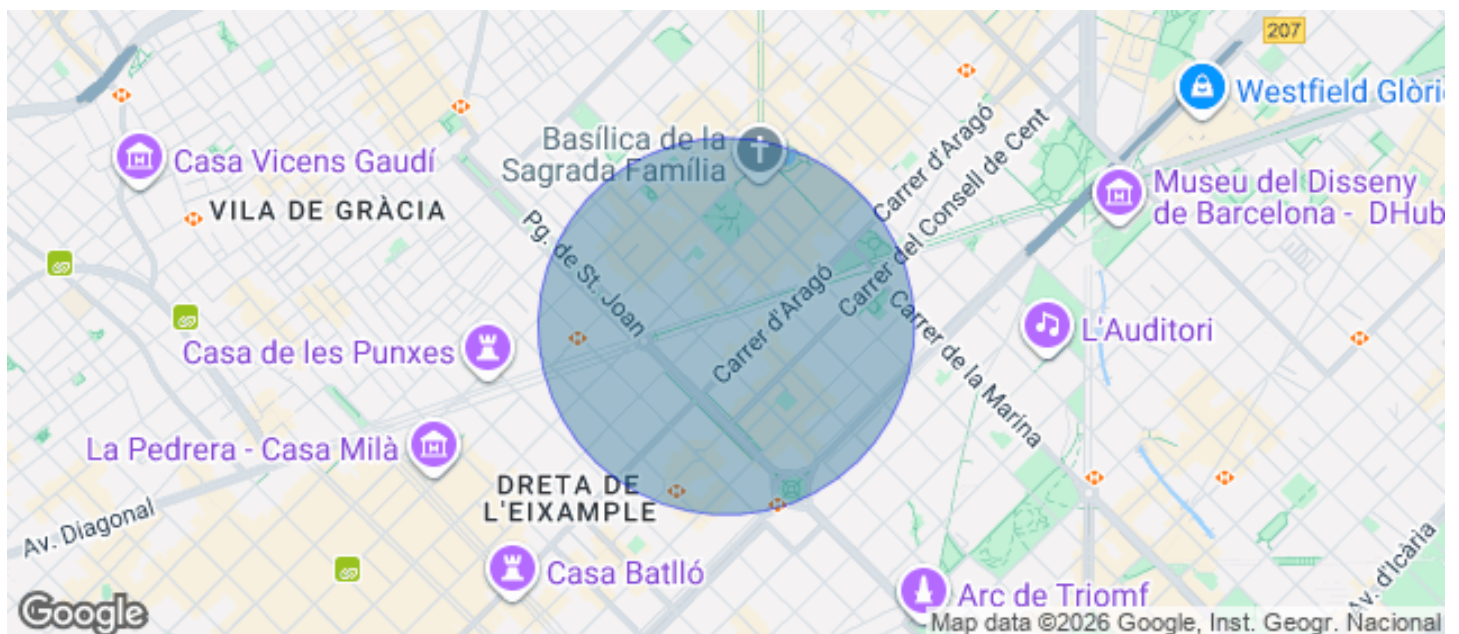 207
Westfield Glòri
Basílica de la
Sagrada Família
Carrer d'Aragó
Carrer del Consell de Cent
Casa Vicens Gaudí
Museu del Disseny
de Barcelona - DHub
VILA DE GRÀCIA
Pg. de St. Joan
Carrer d'Aragó
Carrer de la Marina
L'Auditori
Casa de les Punxes
La Pedrera - Casa Milà
DRETA DE
L'EIXAMPLE
Av. Diagonal
Casa Batlló
Arc de Triomf
Av. d'Icària
Google
Map data ©2026 Google, Inst. Geogr. Nacional